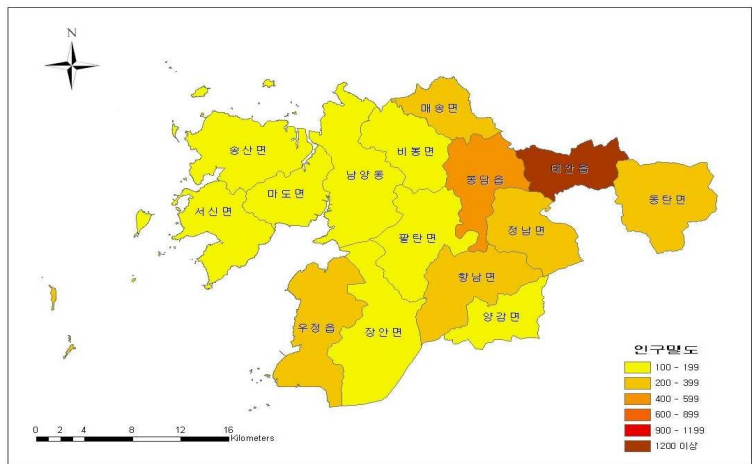 N
매송면
송산면
비봉면
태안읍
남양동
봉담읍
마도면
동탄면
서신면
정남면
팔탄면
향남면
양감면
우정읍
장안면
인구밀도
100 - 199
200 - 399
400 - 599
600 - 899
900 - 1199
1200 이상
0 2 4 8 12 16
Kilometers